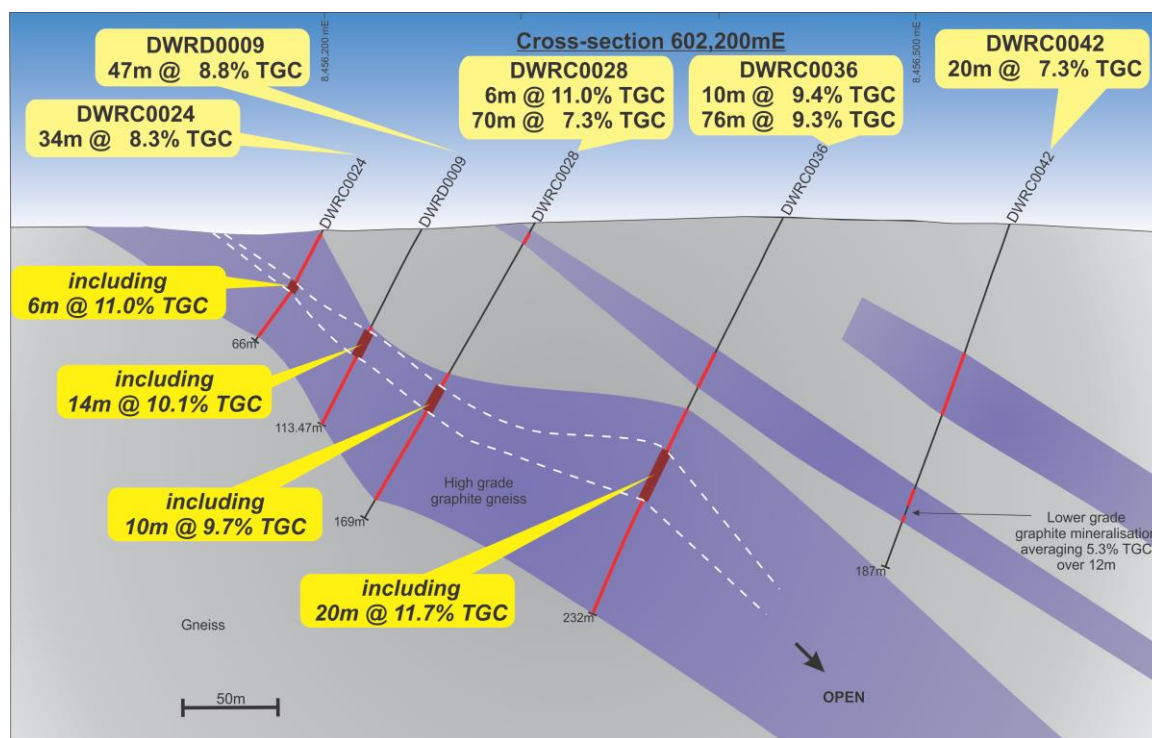 8,456,200 mE
8,456,500 mE
Cross-section 602,200mE
DWRD0009
47m @ 8.8% TGC
DWRC0024
34m @ 8.3% TGC
DWRC0028
6m @ 11.0% TGC
70m @ 7.3% TGC
DWRC0036
10m @ 9.4% TGC
76m @ 9.3% TGC
DWRC0042
20m @ 7.3% TGC
DWRC0024
DWRD0009
DWRC0028
DWRC0036
DWRC0042
including
6m @ 11.0% TGC
66m
including
14m @ 10.1% TGC
113.47m
including
10m @ 9.7% TGC
169m
High grade
graphite gneiss
including
20m @ 11.7% TGC
232m
187m
Lower grade
graphite mineralisation
averaging 5.3% TGC
over 12m
Gneiss
50m
OPEN